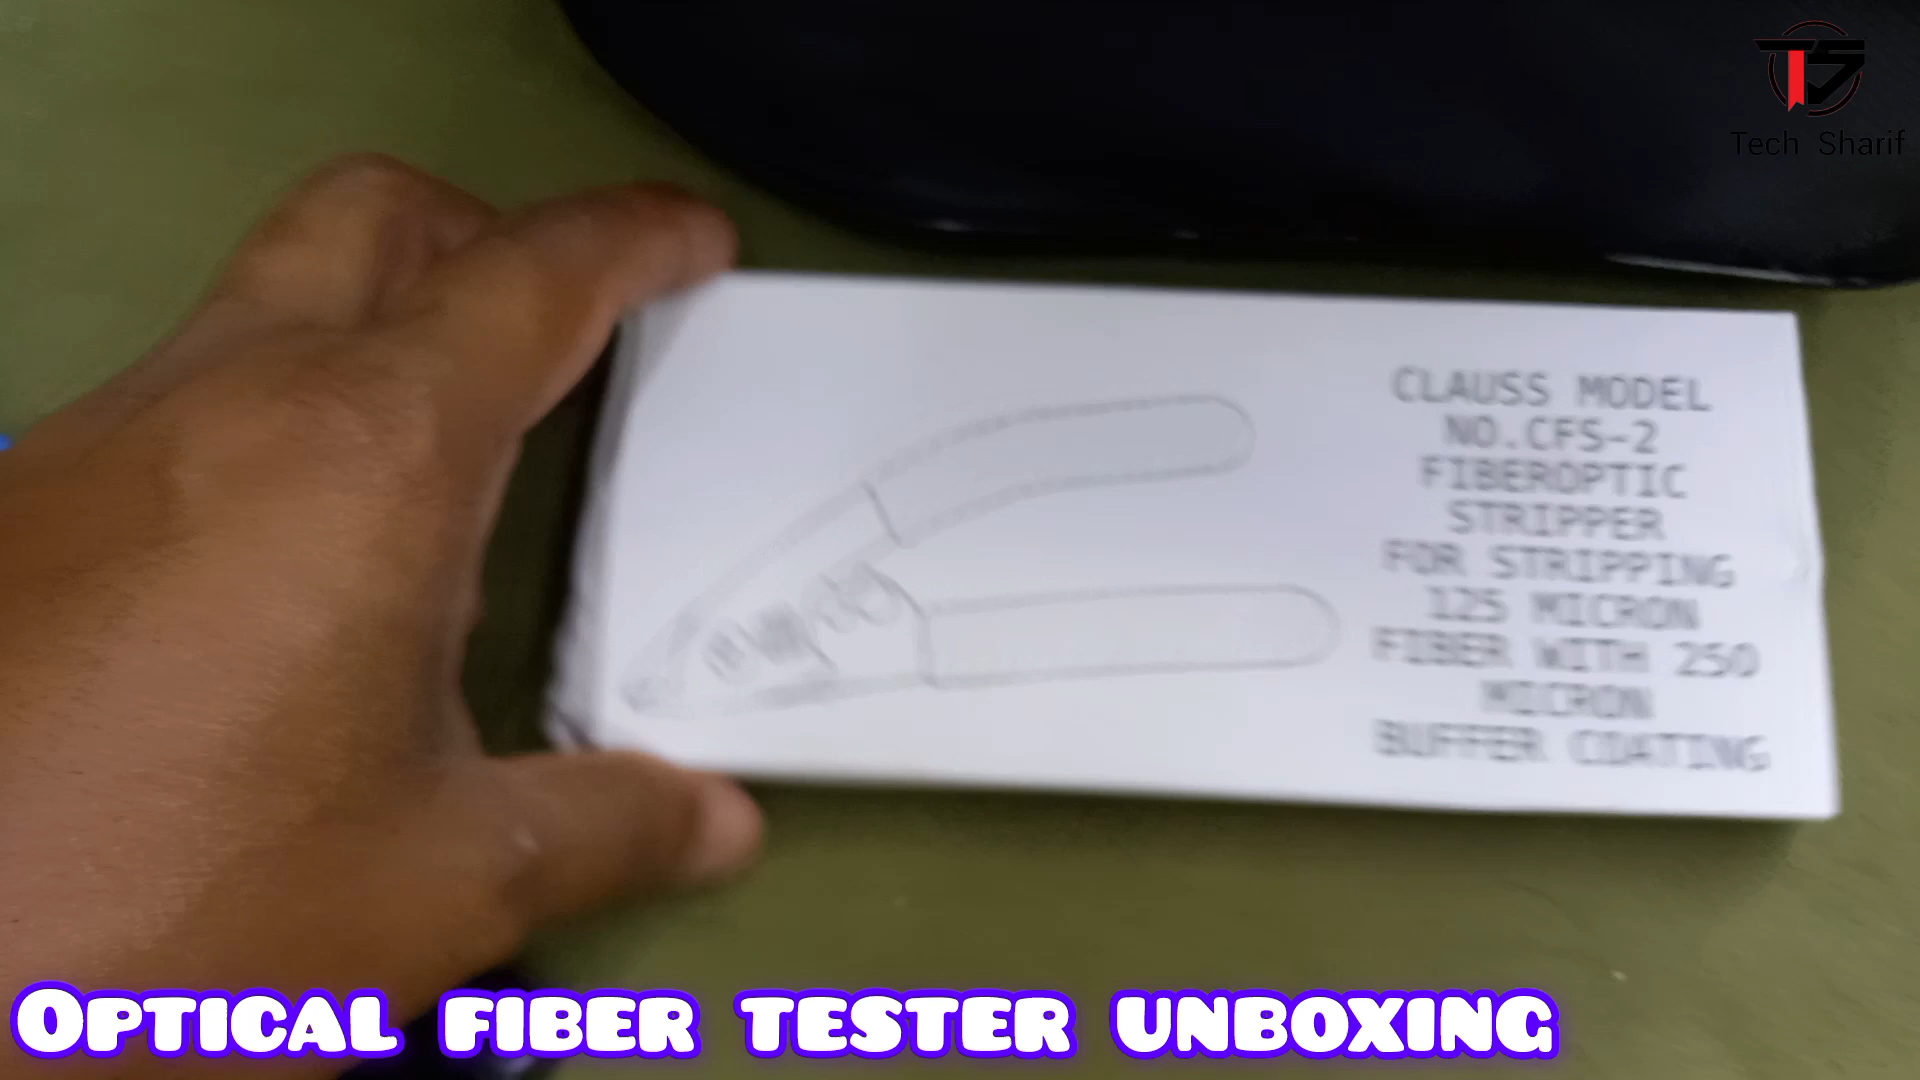 Tech Sharif
CLAUSS MODEL
NO.CFS-2
FIBEROPTIC
STRIPPER
FOR STRIPPING
125 MICRON
FIBER WITH 250
MICRON
BUFFER COATING
OPTICAL FIBER TESTER UNBOXING